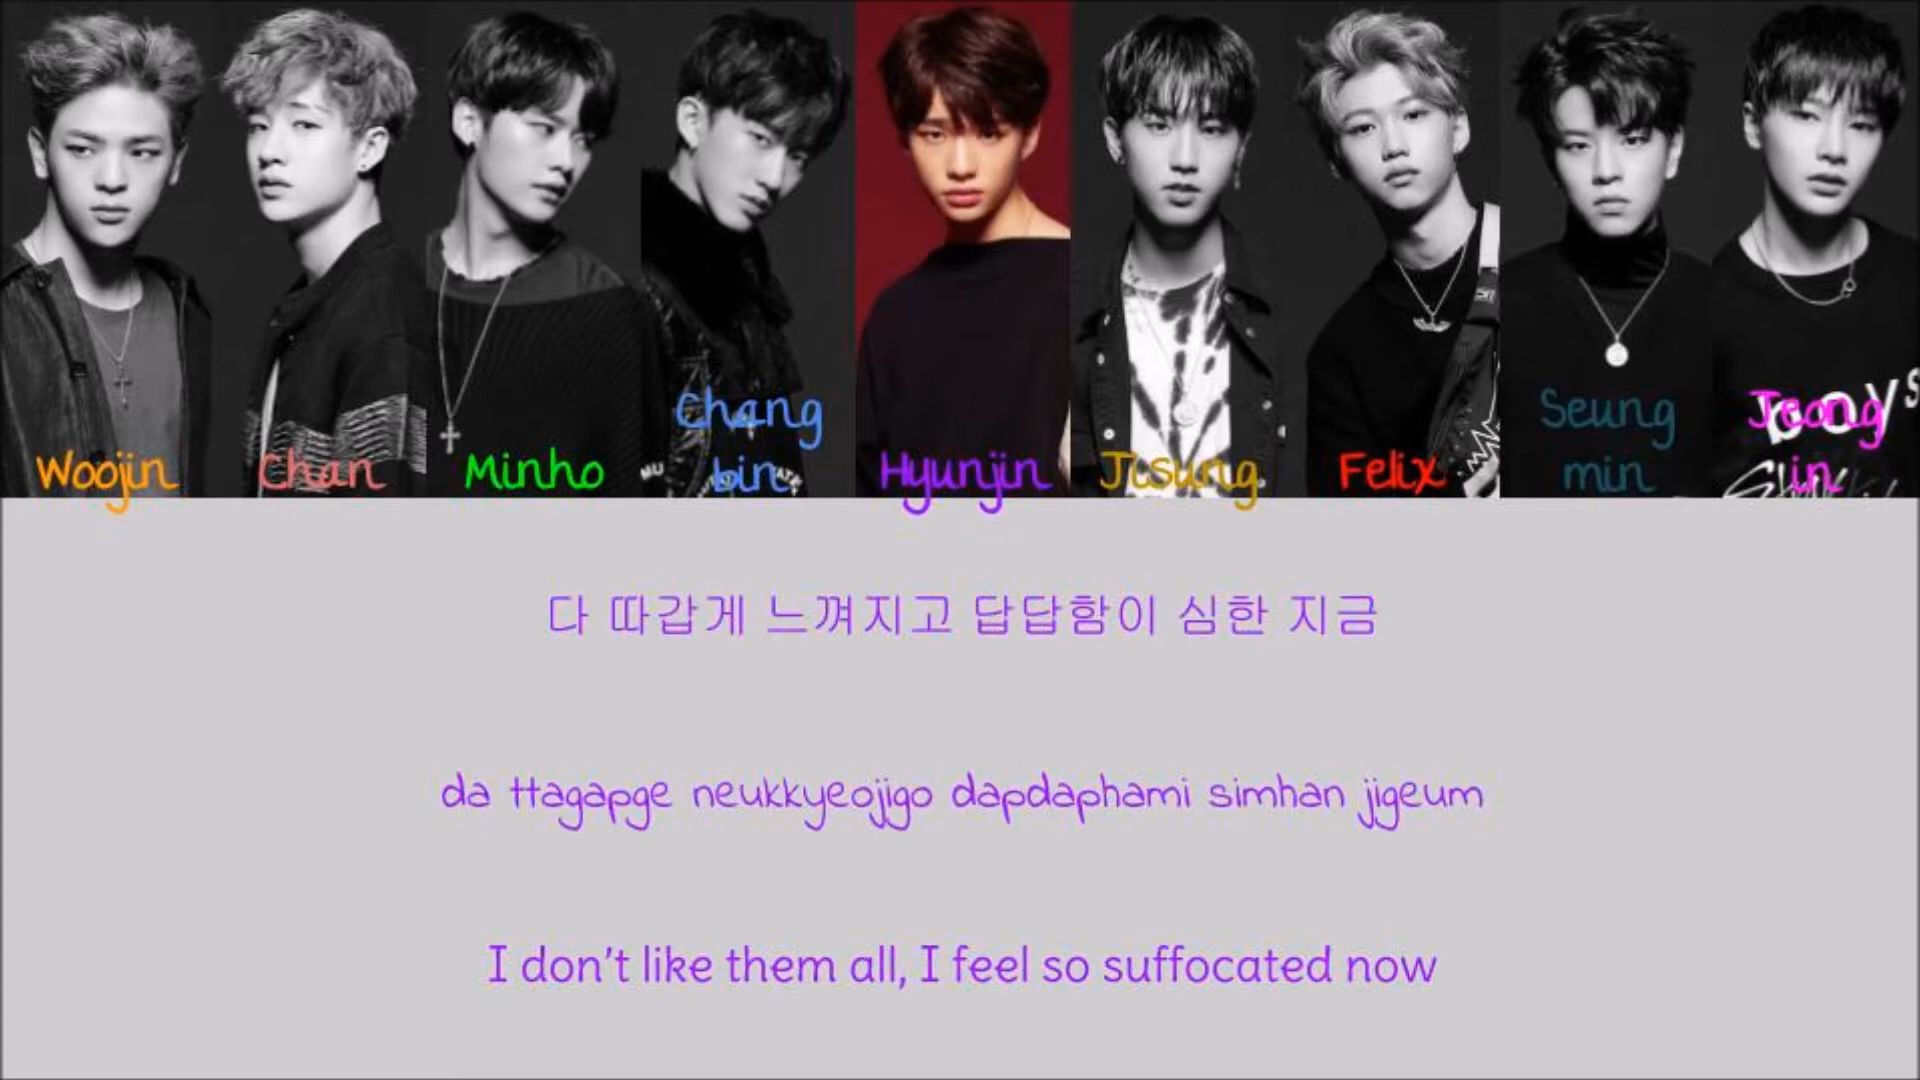 Woojin
Chan
Minho
Chang
bin
Hyunjin
Jisung
Felix
Seung
min
Jeong
in
다 따갑게 느껴지고 답답함이 심한 지금
da ttagapge neukkyeojigo dapdaphami simhan jigeum
I don't like them all, I feel so suffocated now